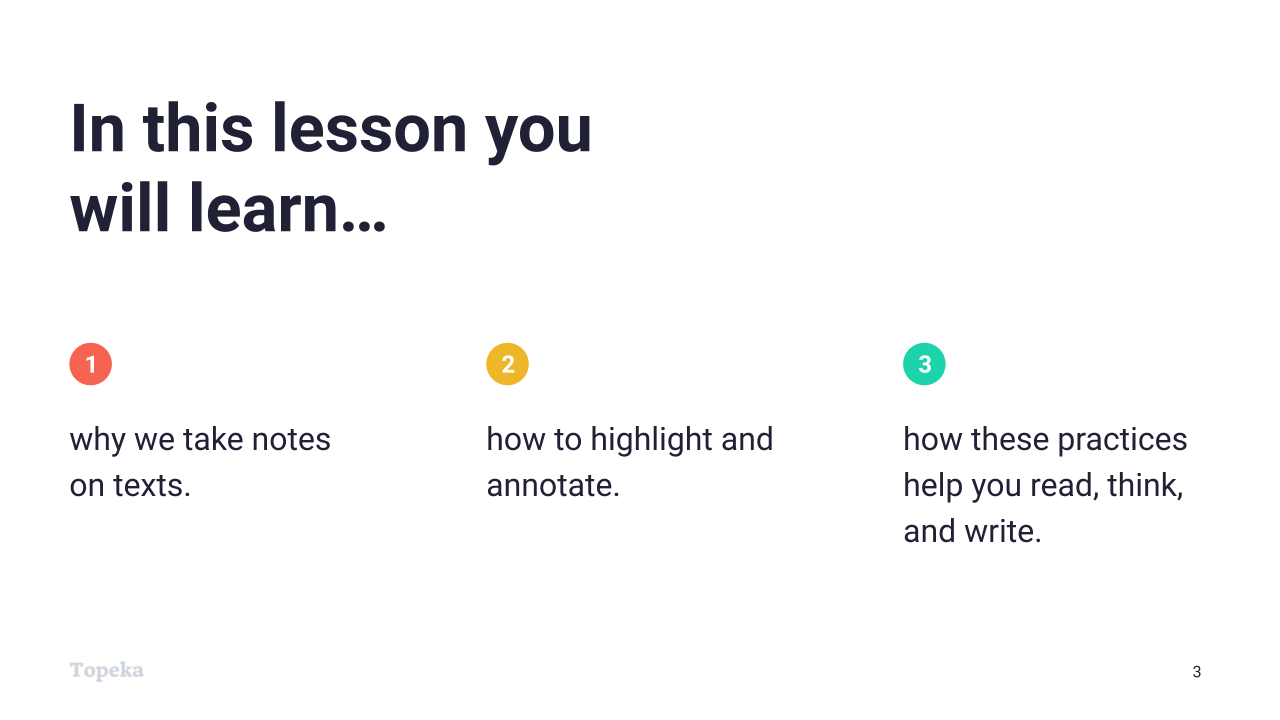 In this lesson you
will learn…
1
why we take notes
on texts.
2
how to highlight and
annotate.
3
how these practices
help you read, think,
and write.
Topeka
3